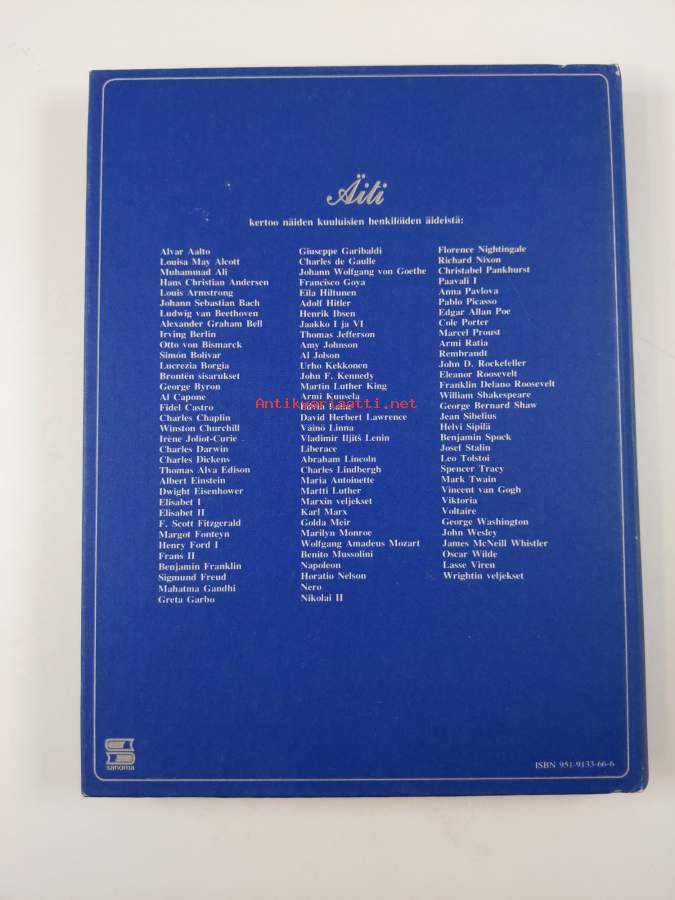 Äiti
kertoo näiden kuuluisien henkilöiden äideistä:
Alvar Aalto
Louisa May Alcott
Muhammad Ali
Hans Christian Andersen
Louis Armstrong
Johann Sebastian Bach
Ludwig van Beethoven
Alexander Graham Bell
Irving Berlin
Otto von Bismarck
Simón Bolívar
Lucrezia Borgia
Brontën sisarukset
George Byron
Al Capone
Fidel Castro
Charles Chaplin
Winston Churchill
Irène Joliot-Curie
Charles Darwin
Charles Dickens
Thomas Alva Edison
Albert Einstein
Dwight Eisenhower
Elisabet I
Elisabet II
F. Scott Fitzgerald
Margot Fonteyn
Henry Ford I
Frans II
Benjamin Franklin
Sigmund Freud
Mahatma Gandhi
Greta Garbo
Giuseppe Garibaldi
Charles de Gaulle
Johann Wolfgang von Goethe
Francisco Goya
Eila Hiltunen
Adolf Hitler
Henrik Ibsen
Jaakko I ja VI
Thomas Jefferson
Amy Johnson
Al Jolson
Urho Kekkonen
John F. Kennedy
Martin Luther King
Armi Kuusela
Antikvariaatti.net
David Herbert Lawrence
Väinö Linna
Vladimir Iljitš Lenin
Liberace
Abraham Lincoln
Charles Lindbergh
Maria Antoinette
Martti Luther
Marxin veljekset
Karl Marx
Golda Meir
Marilyn Monroe
Wolfgang Amadeus Mozart
Benito Mussolini
Napoleon
Horatio Nelson
Nero
Nikolai II
Florence Nightingale
Richard Nixon
Christabel Pankhurst
Paavali I
Anna Pavlova
Pablo Picasso
Edgar Allan Poe
Cole Porter
Marcel Proust
Armi Ratia
Rembrandt
John D. Rockefeller
Eleanor Roosevelt
Franklin Delano Roosevelt
William Shakespeare
George Bernard Shaw
Jean Sibelius
Helvi Sipilä
Benjamin Spock
Josef Stalin
Leo Tolstoi
Spencer Tracy
Mark Twain
Vincent van Gogh
Viktoria
Voltaire
George Washington
John Wesley
James McNeill Whistler
Oscar Wilde
Lasse Viren
Wrightin veljekset
sanoma
ISBN 951-9133-66-6